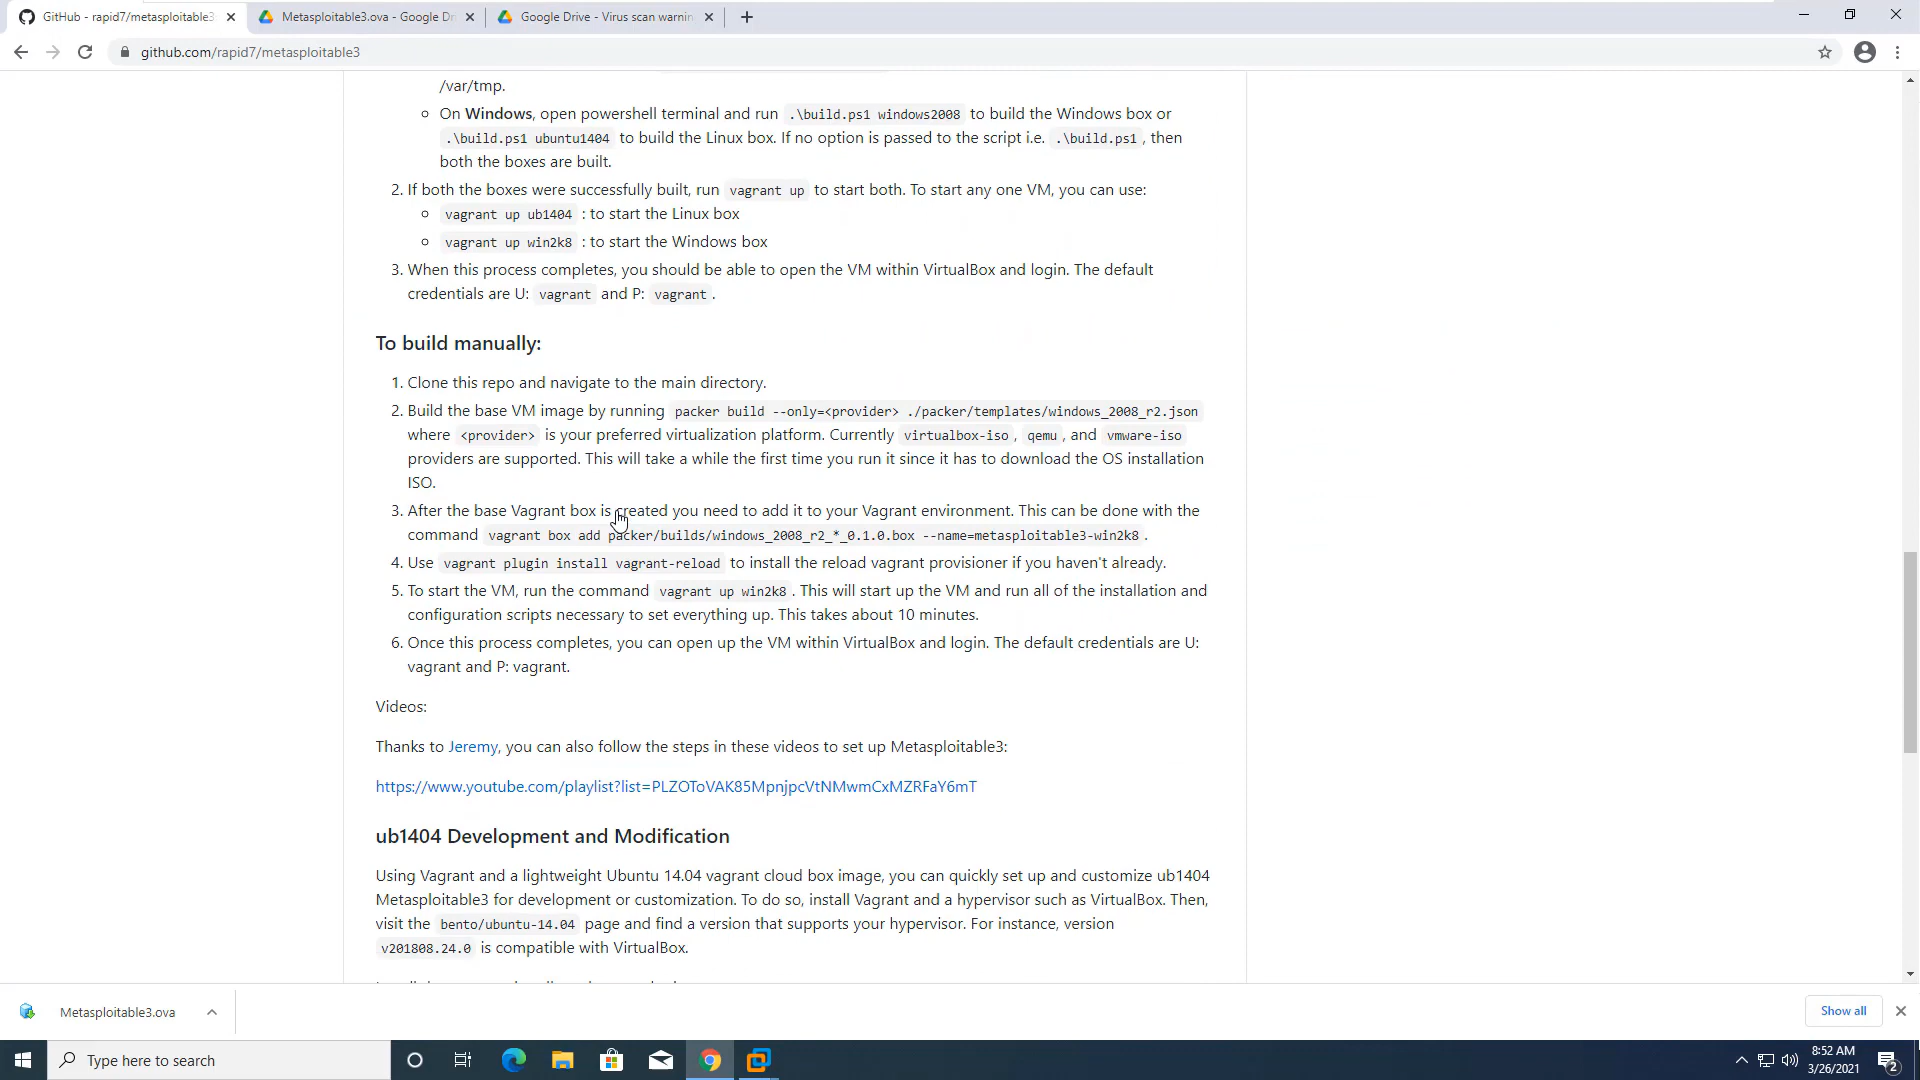 GitHub - rapid7/metasploitable3:
Metasploitable3.ova - Google Dri
Google Drive - Virus scan warnin
github.com/rapid7/metasploitable3
/var/tmp.
On Windows, open powershell terminal and run .\build.ps1 windows2008 to build the Windows box or
.\build.ps1 ubuntu1404 to build the Linux box. If no option is passed to the script i.e. .\build.ps1, then
both the boxes are built.
2. If both the boxes were successfully built, run vagrant up to start both. To start any one VM, you can use:
vagrant up ub1404 : to start the Linux box
vagrant up win2k8 : to start the Windows box
3. When this process completes, you should be able to open the VM within VirtualBox and login. The default
credentials are U: vagrant and P: vagrant.
To build manually:
1. Clone this repo and navigate to the main directory.
2. Build the base VM image by running packer build --only=<provider> ./packer/templates/windows_2008_r2.json
where <provider> is your preferred virtualization platform. Currently virtualbox-iso, qemu, and vmware-iso
providers are supported. This will take a while the first time you run it since it has to download the OS installation
ISO.
3. After the base Vagrant box is created you need to add it to your Vagrant environment. This can be done with the
command vagrant box add packer/builds/windows_2008_r2_*_0.1.0.box --name=metasploitable3-win2k8.
4. Use vagrant plugin install vagrant-reload to install the reload vagrant provisioner if you haven't already.
5. To start the VM, run the command vagrant up win2k8. This will start up the VM and run all of the installation and
configuration scripts necessary to set everything up. This takes about 10 minutes.
6. Once this process completes, you can open up the VM within VirtualBox and login. The default credentials are U:
vagrant and P: vagrant.
Videos:
Thanks to Jeremy, you can also follow the steps in these videos to set up Metasploitable3:
https://www.youtube.com/playlist?list=PLZOToVAK85MpnjpcVtNMwmCxMZRFaY6mT
ub1404 Development and Modification
Using Vagrant and a lightweight Ubuntu 14.04 vagrant cloud box image, you can quickly set up and customize ub1404
Metasploitable3 for development or customization. To do so, install Vagrant and a hypervisor such as VirtualBox. Then,
visit the bento/ubuntu-14.04 page and find a version that supports your hypervisor. For instance, version
v201808.24.0 is compatible with VirtualBox.
Metasploitable3.ova
Show all
Type here to search
8:52 AM
3/26/2021
2